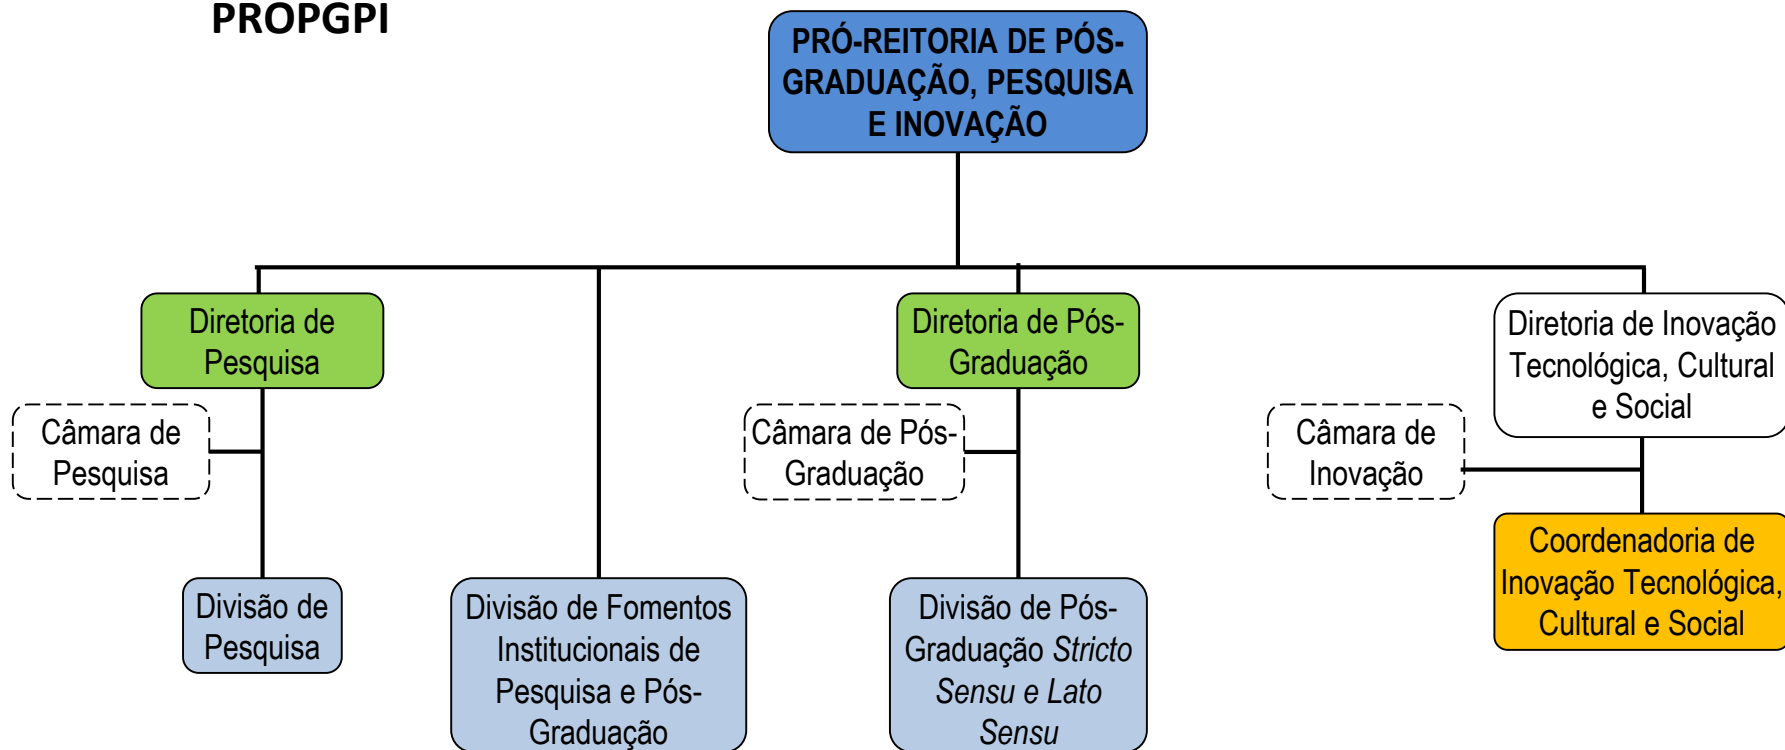 PROPGPI
PRÓ-REITORIA DE PÓS-
GRADUAÇÃO, PESQUISA
E INOVAÇÃO
Diretoria de
Pesquisa
Diretoria de Pós-
Graduação
Diretoria de Inovação
Tecnológica, Cultural
e Social
Câmara de
Pesquisa
Câmara de Pós-
Graduação
Câmara de
Inovação
Divisão de
Pesquisa
Divisão de Fomentos
Institucionais de
Pesquisa e Pós-
Graduação
Divisão de Pós-
Graduação Stricto
Sensu e Lato
Sensu
Coordenadoria de
Inovação Tecnológica,
Cultural e Social